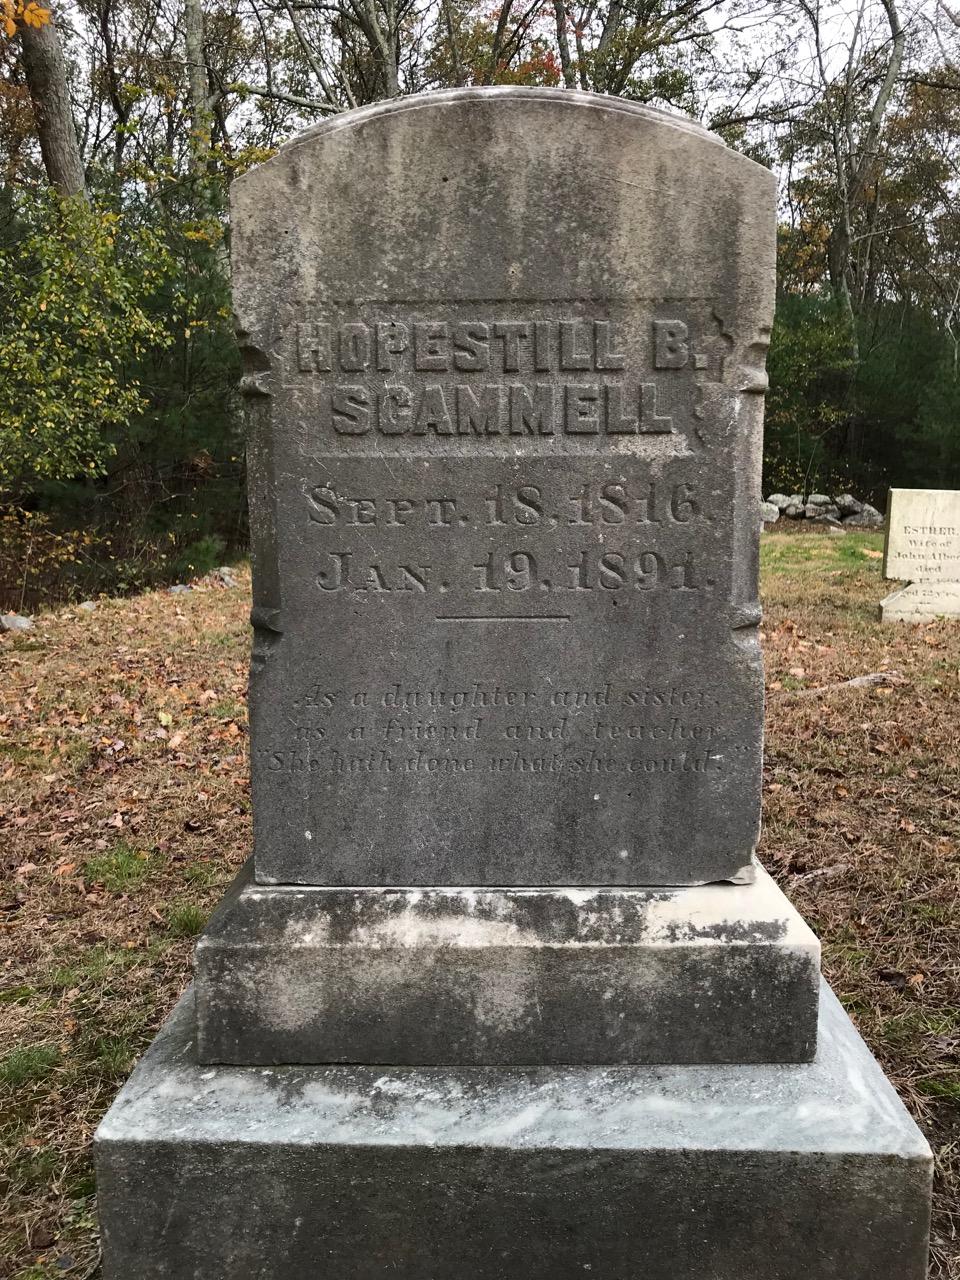 HOPESTILL B.
SCAMMELL
SEPT. 18, 1816.
JAN. 19. 1891.
As a daughter and sister,
as a friend and teacher,
"She hath done what she could."
ESTHER.
Wife of
died